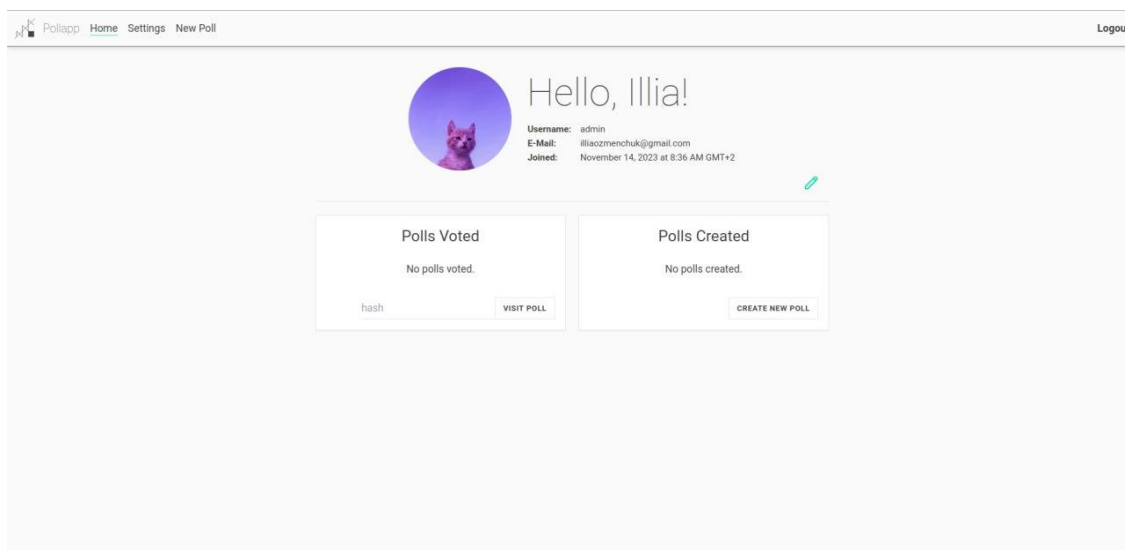 Pollapp Home Settings New Poll Logou
Hello, Illia!
Username: admin
E-Mail: illiaozmenchuk@gmail.com
Joined: November 14, 2023 at 8:36 AM GMT+2
Polls Voted
No polls voted.
hash VISIT POLL
Polls Created
No polls created.
CREATE NEW POLL